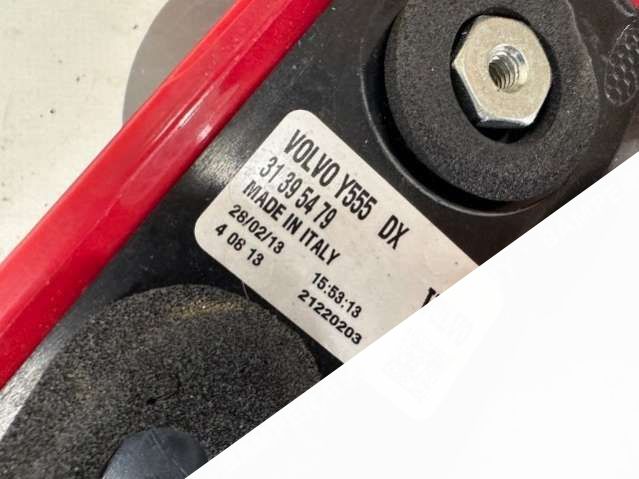 VOLVO Y555 DX
31 39 54 79
MADE IN ITALY
28/02/13 15:53:13
4 06 13 21220203